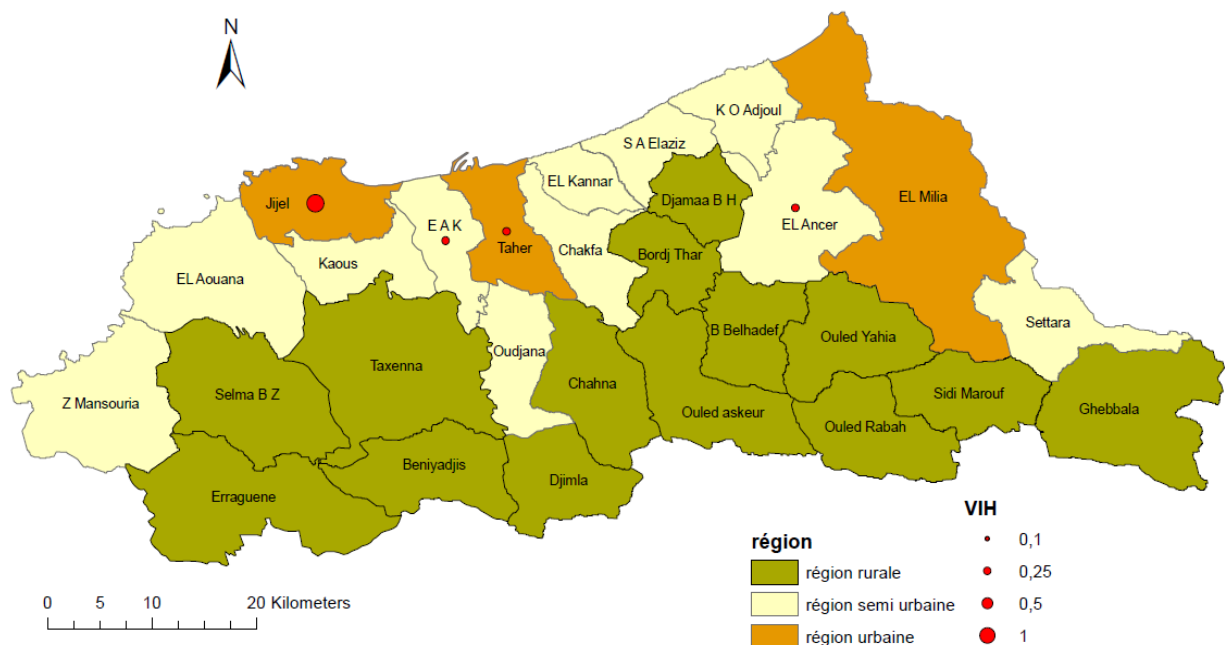 N
K O Adjoul
S A Elaziz
EL Kannar
Djamaa B H
EL Milia
Jijel
E A K
Taher
EL Ancer
Chakfa
Bordj Thar
Kaous
EL Aouana
Settara
B Belhadef
Ouled Yahia
Oudjana
Taxenna
Chahna
Selma B Z
Z Mansouria
Sidi Marouf
Ghebbala
Ouled askeur
Ouled Rabah
Beniyadjis
Djimla
Erraguene
VIH
0,1
0,25
0,5
1
région
région rurale
région semi urbaine
région urbaine
0 5 10 20 Kilometers